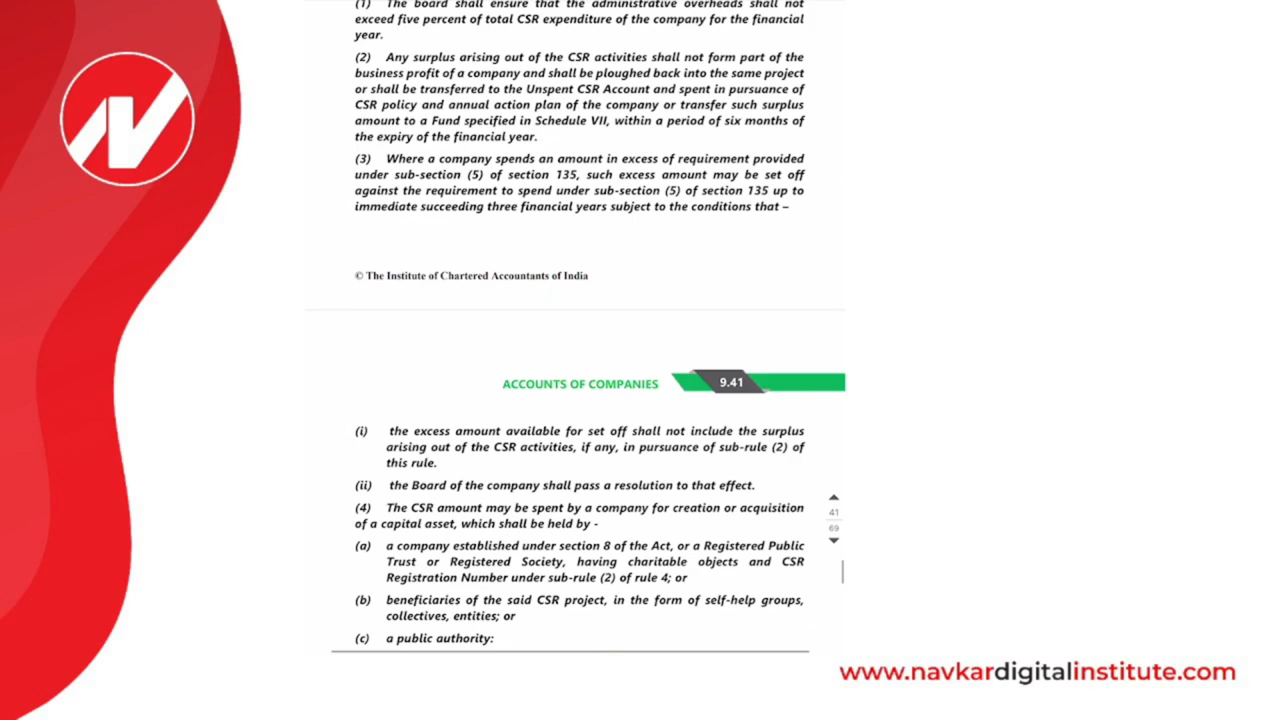 (1) The board shall ensure that the administrative overheads shall not
exceed five percent of total CSR expenditure of the company for the financial
year.
(2) Any surplus arising out of the CSR activities shall not form part of the
business profit of a company and shall be ploughed back into the same project
or shall be transferred to the Unspent CSR Account and spent in pursuance of
CSR policy and annual action plan of the company or transfer such surplus
amount to a Fund specified in Schedule VII, within a period of six months of
the expiry of the financial year.
(3) Where a company spends an amount in excess of requirement provided
under sub-section (5) of section 135, such excess amount may be set off
against the requirement to spend under sub-section (5) of section 135 up to
immediate succeeding three financial years subject to the conditions that –
© The Institute of Chartered Accountants of India
ACCOUNTS OF COMPANIES 9.41
(i) the excess amount available for set off shall not include the surplus
arising out of the CSR activities, if any, in pursuance of sub-rule (2) of
this rule.
(ii) the Board of the company shall pass a resolution to that effect.
(4) The CSR amount may be spent by a company for creation or acquisition
of a capital asset, which shall be held by -
(a) a company established under section 8 of the Act, or a Registered Public
Trust or Registered Society, having charitable objects and CSR
Registration Number under sub-rule (2) of rule 4; or
(b) beneficiaries of the said CSR project, in the form of self-help groups,
collectives, entities; or
(c) a public authority:
41
69
www.navkardigitalinstitute.com